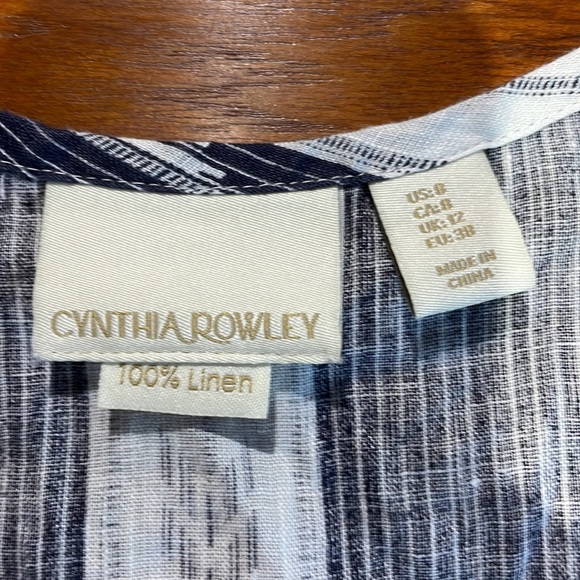 CYNTHIA ROWLEY
100% Linen
US:8
CA:8
UK:12
EU:38
MADE IN
CHINA